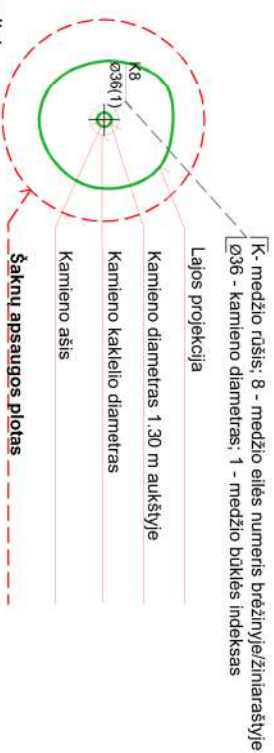 K- medžio rūšis; 8 - medžio eilės numeris brėžinyje/žiniaraštyje
Ø36 - kamieno diametras; 1 - medžio būklės indeksas
K8
Ø36(1)
Lajos projekcija
Kamieno diametras 1.30 m aukštyje
Kamieno kaklelio diametras
Kamieno ašis
Šaknų apsaugos plotas